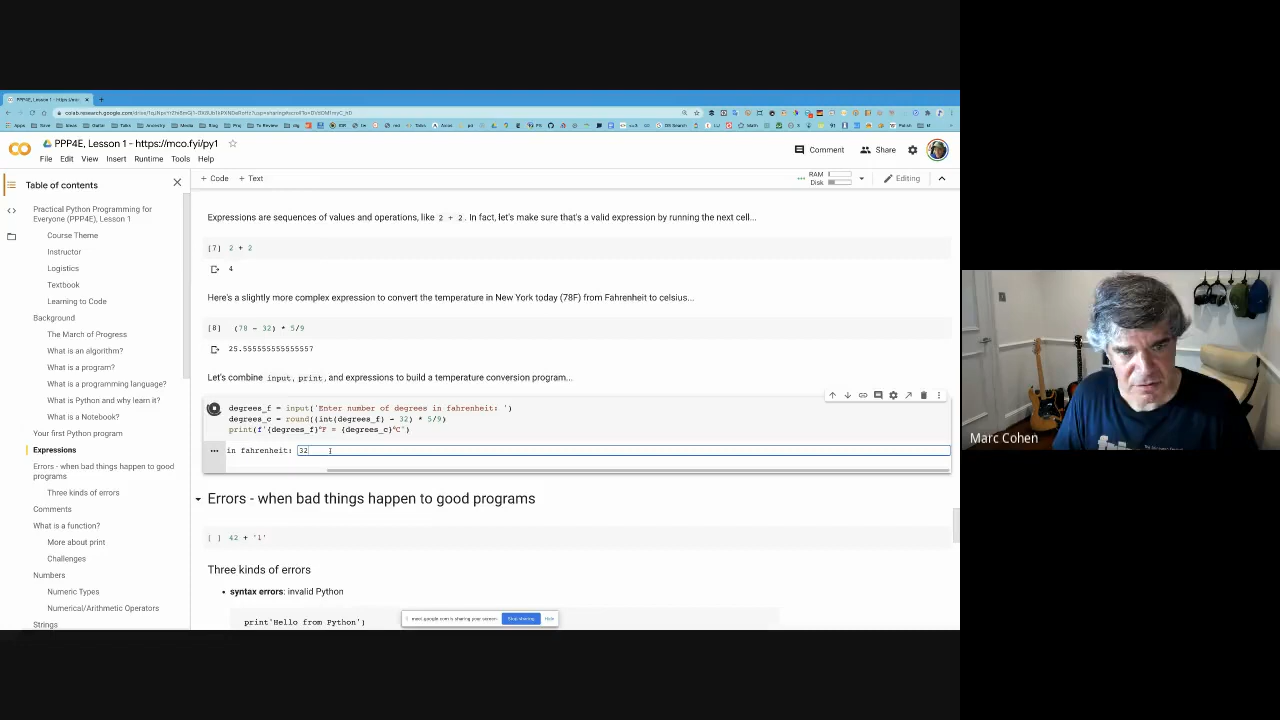 PPP4E, Lesson 1 - https://mco.fyi/py1
File Edit View Insert Runtime Tools Help
Comment
Share
+ Code + Text
RAM
Disk
Editing
Table of contents
Practical Python Programming for
Everyone (PPP4E), Lesson 1
Course Theme
Instructor
Logistics
Textbook
Learning to Code
Background
The March of Progress
What is an algorithm?
What is a program?
What is a programming language?
What is Python and why learn it?
What is a Notebook?
Your first Python program
Expressions
Errors - when bad things happen to good
programs
Three kinds of errors
Comments
What is a function?
More about print
Challenges
Numbers
Numeric Types
Numerical/Arithmetic Operators
Strings
Expressions are sequences of values and operations, like 2 + 2. In fact, let's make sure that's a valid expression by running the next cell...
[7] 2 + 2
4
Here's a slightly more complex expression to convert the temperature in New York today (78F) from Fahrenheit to celsius...
[8] (78 - 32) * 5/9
25.555555555555557
Let's combine input, print, and expressions to build a temperature conversion program...
degrees_f = input('Enter number of degrees in fahrenheit: ')
degrees_c = round((int(degrees_f) - 32) * 5/9)
print(f'{degrees_f}°F = {degrees_c}°C')
... in fahrenheit: 32
Errors - when bad things happen to good programs
[ ] 42 + '1'
Three kinds of errors
• syntax errors: invalid Python
print'Hello from Python')
meet.google.com is sharing your screen.
Stop sharing
Hide
Marc Cohen